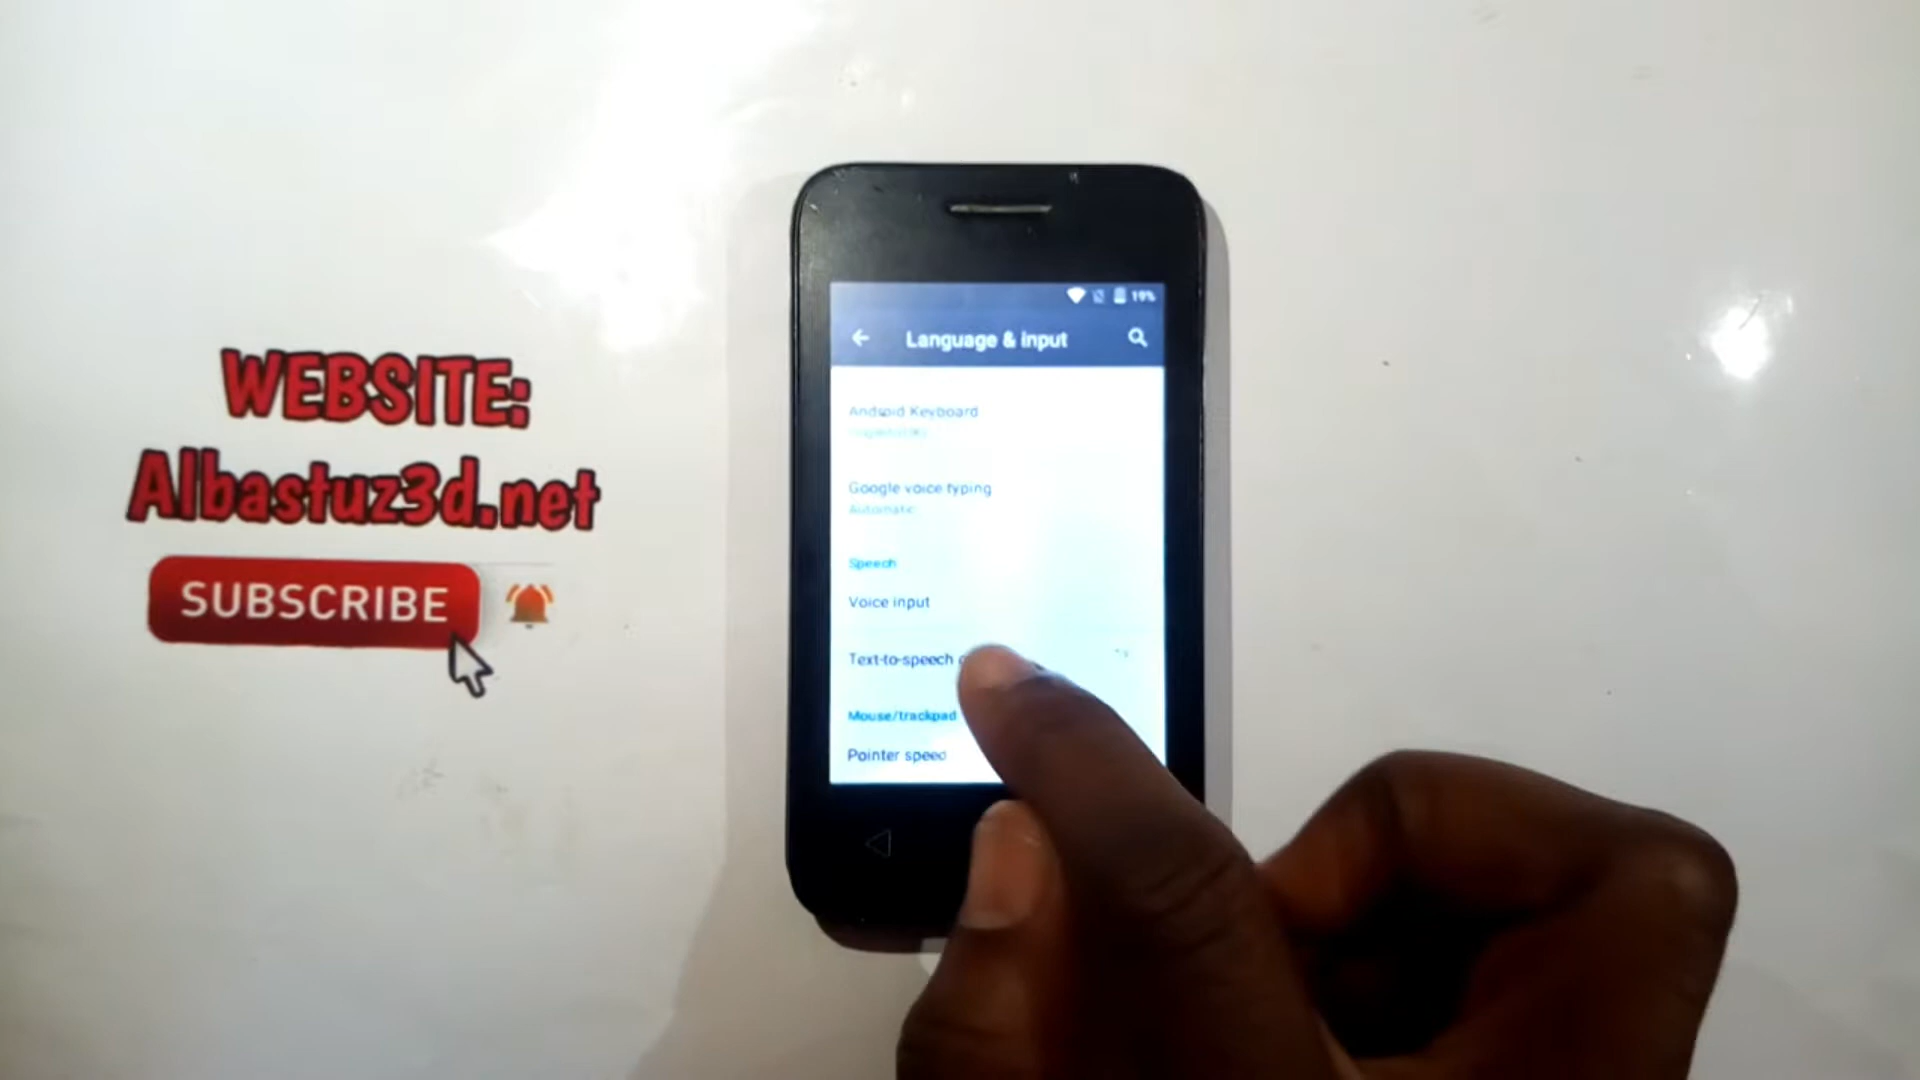 WEBSITE:
Albastuz3d.net
SUBSCRIBE
19%
Language & input
Android Keyboard
Google voice typing
Automatic
Speech
Voice input
Text-to-speech
Mouse/trackpad
Pointer speed